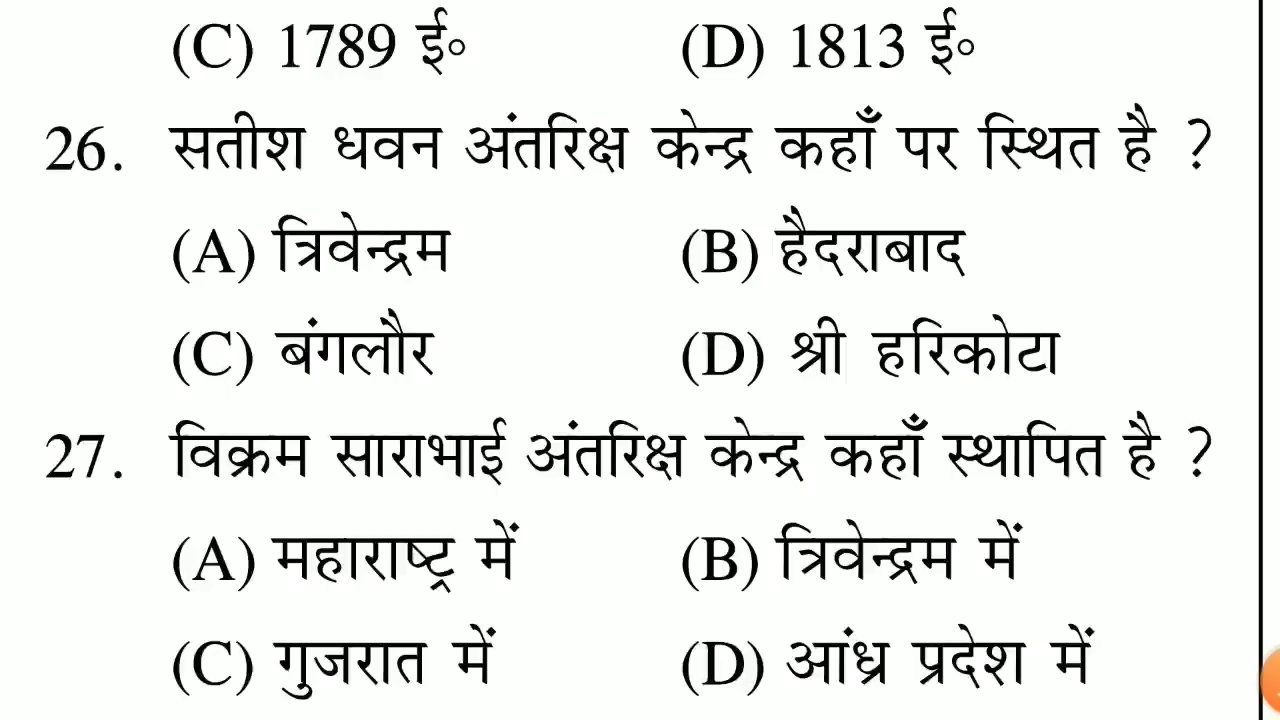 (C) 1789 ई० (D) 1813 ई०
26. सतीश धवन अंतरिक्ष केन्द्र कहाँ पर स्थित है ?
(A) त्रिवेन्द्रम (B) हैदराबाद
(C) बंगलौर (D) श्री हरिकोटा
27. विक्रम साराभाई अंतरिक्ष केन्द्र कहाँ स्थापित है ?
(A) महाराष्ट्र में (B) त्रिवेन्द्रम में
(C) गुजरात में (D) आंध्र प्रदेश में